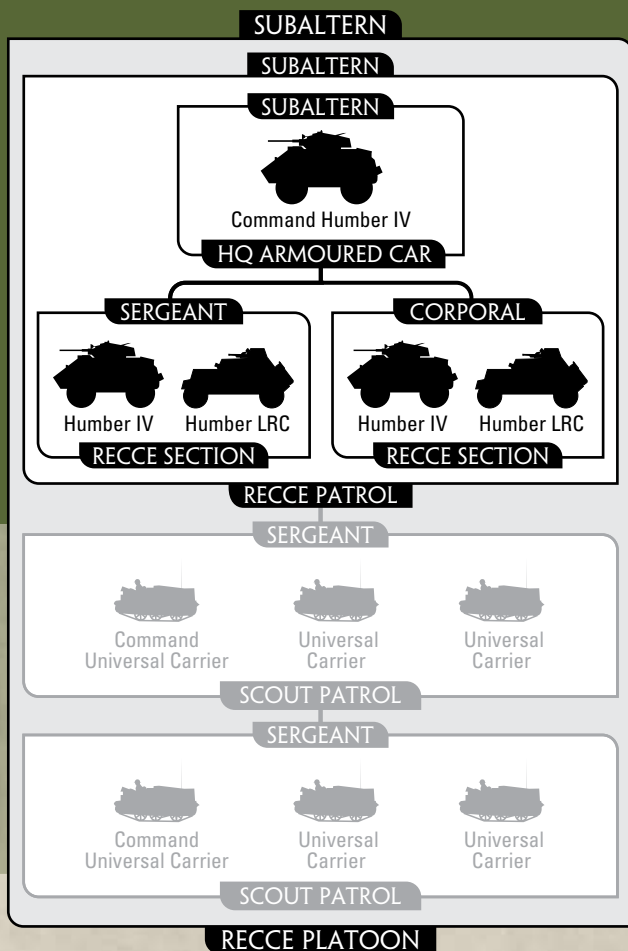 SUBALTERN
SUBALTERN
SUBALTERN
Command Humber IV
HQ ARMOURED CAR
SERGEANT
Humber IV
Humber LRC
RECCE SECTION
CORPORAL
Humber IV
Humber LRC
RECCE SECTION
RECCE PATROL
SERGEANT
Command
Universal Carrier
Universal
Carrier
Universal
Carrier
SCOUT PATROL
SERGEANT
Command
Universal Carrier
Universal
Carrier
Universal
Carrier
SCOUT PATROL
RECCE PLATOON